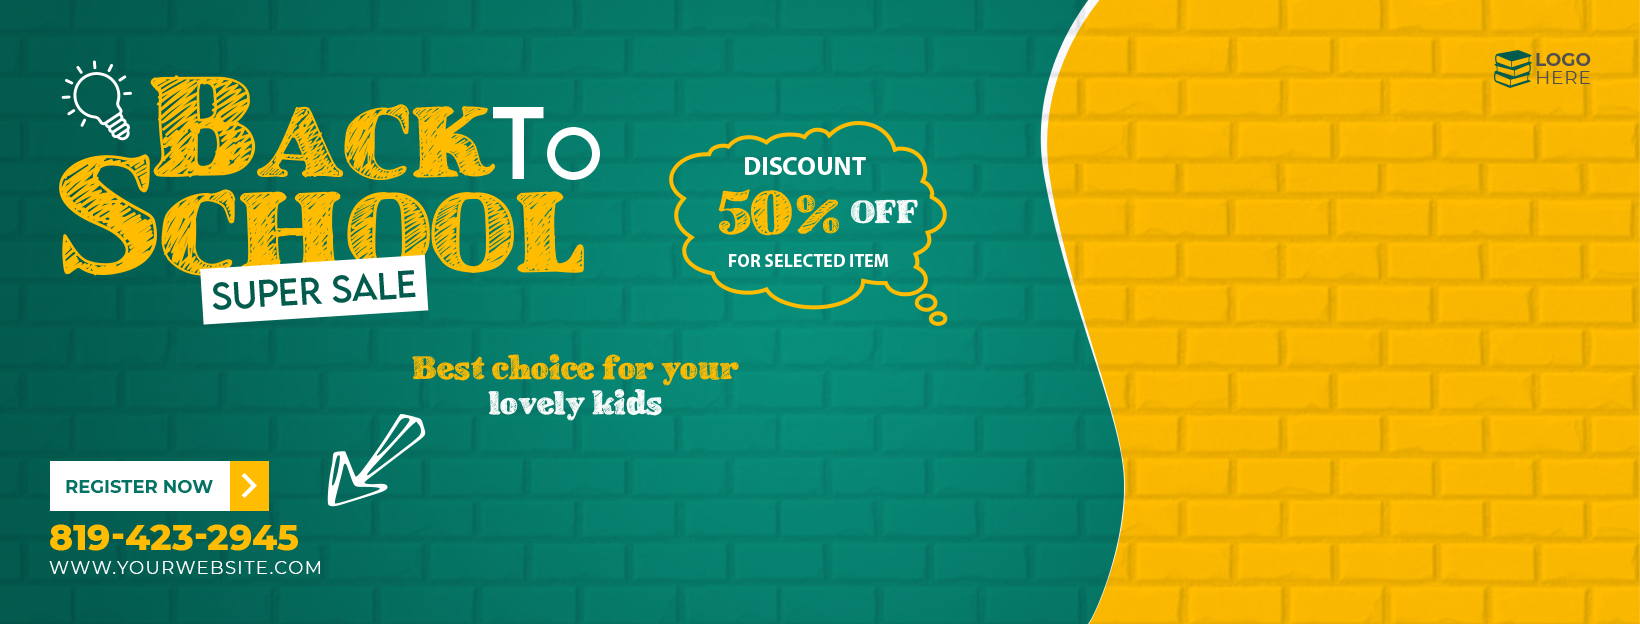 BACK TO
SCHOOL
SUPER SALE
DISCOUNT
50% OFF
FOR SELECTED ITEM
LOGO
HERE
Best choice for your
lovely kids
REGISTER NOW
819-423-2945
WWW.YOURWEBSITE.COM